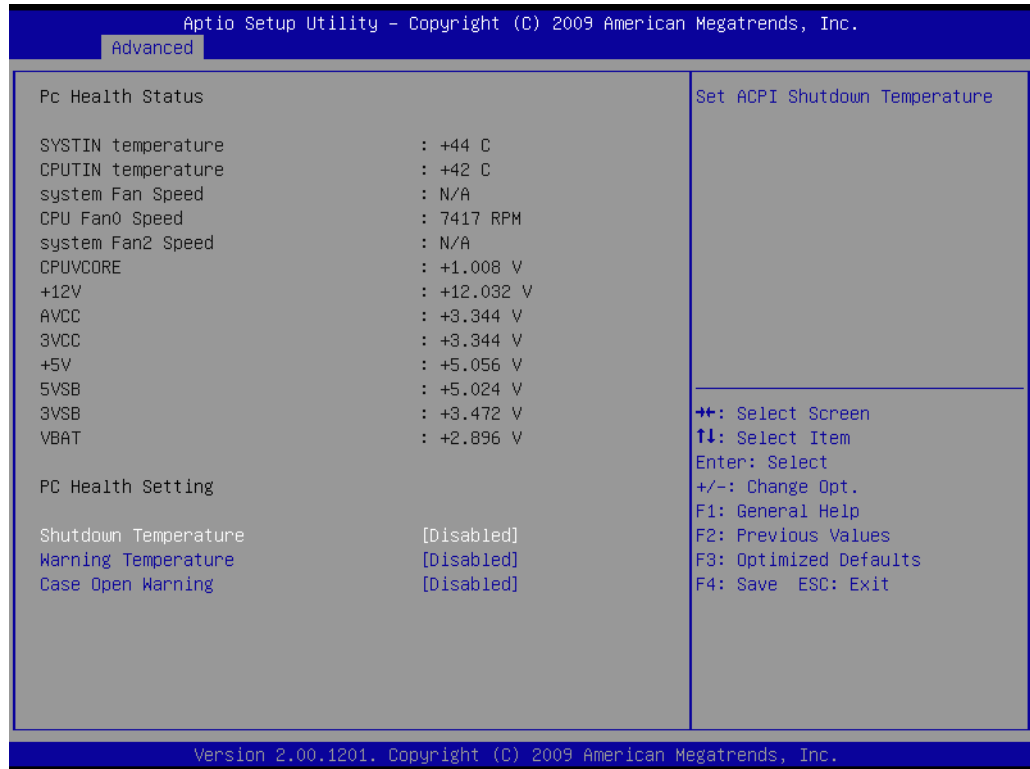 Aptio Setup Utility – Copyright (C) 2009 American Megatrends, Inc.
Advanced
Pc Health Status
SYSTIN temperature : +44 C
CPUTIN temperature : +42 C
system Fan Speed : N/A
CPU Fan0 Speed : 7417 RPM
system Fan2 Speed : N/A
CPUVCORE : +1.008 V
+12V : +12.032 V
AVCC : +3.344 V
3VCC : +3.344 V
+5V : +5.056 V
5VSB : +5.024 V
3VSB : +3.472 V
VBAT : +2.896 V
PC Health Setting
Shutdown Temperature [Disabled]
Warning Temperature [Disabled]
Case Open Warning [Disabled]
Set ACPI Shutdown Temperature
→←: Select Screen
↑↓: Select Item
Enter: Select
+/-: Change Opt.
F1: General Help
F2: Previous Values
F3: Optimized Defaults
F4: Save ESC: Exit
Version 2.00.1201. Copyright (C) 2009 American Megatrends, Inc.